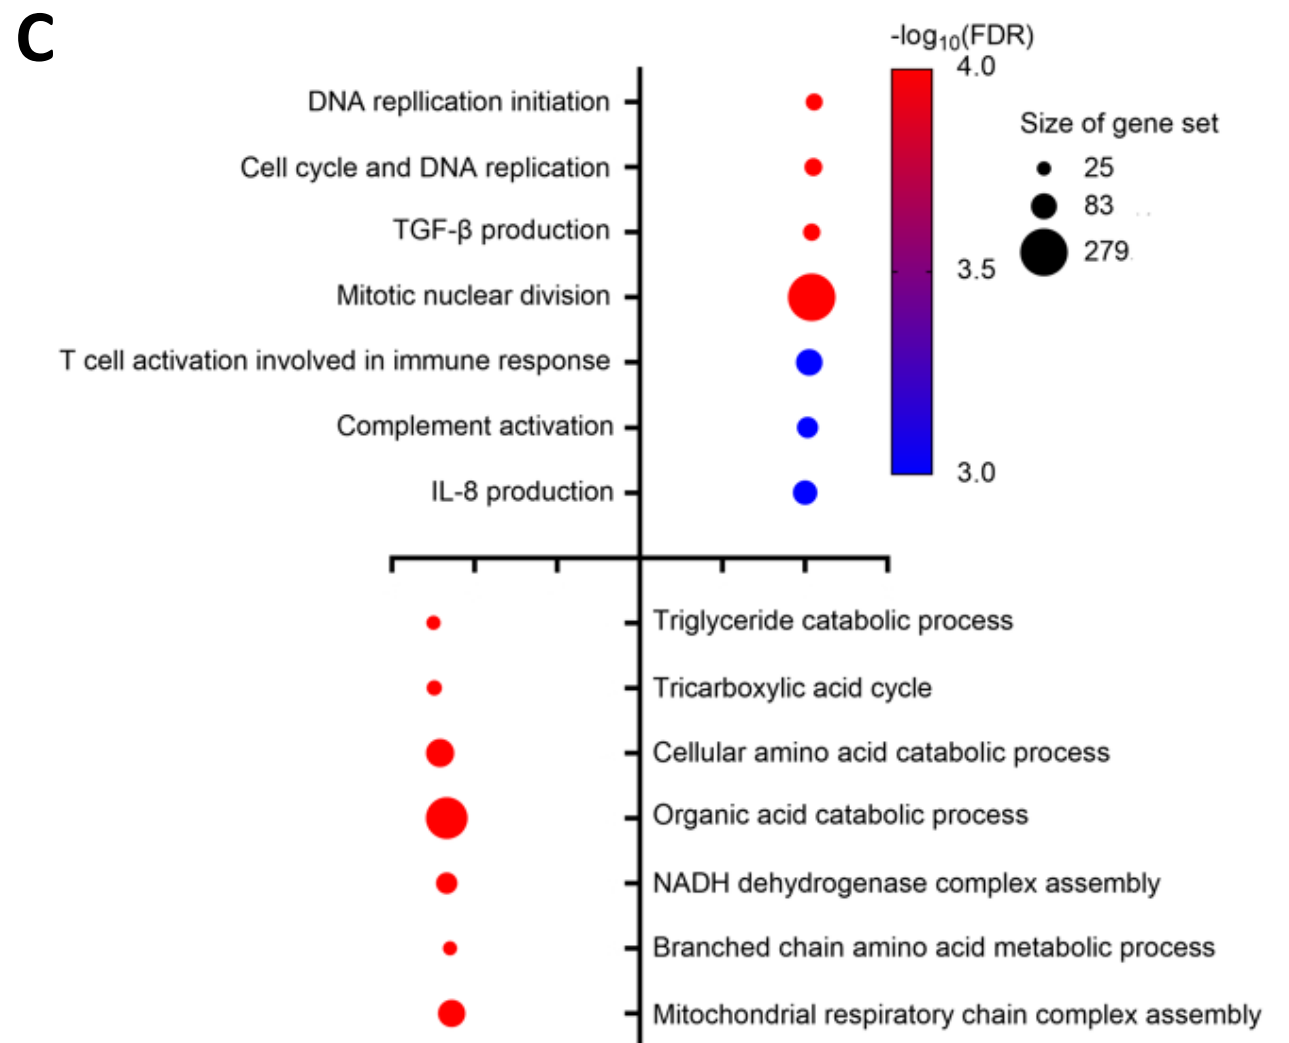 C
-log10(FDR)
4.0
3.5
3.0
Size of gene set
25
83
279
DNA repllication initiation
Cell cycle and DNA replication
TGF-β production
Mitotic nuclear division
T cell activation involved in immune response
Complement activation
IL-8 production
Triglyceride catabolic process
Tricarboxylic acid cycle
Cellular amino acid catabolic process
Organic acid catabolic process
NADH dehydrogenase complex assembly
Branched chain amino acid metabolic process
Mitochondrial respiratory chain complex assembly